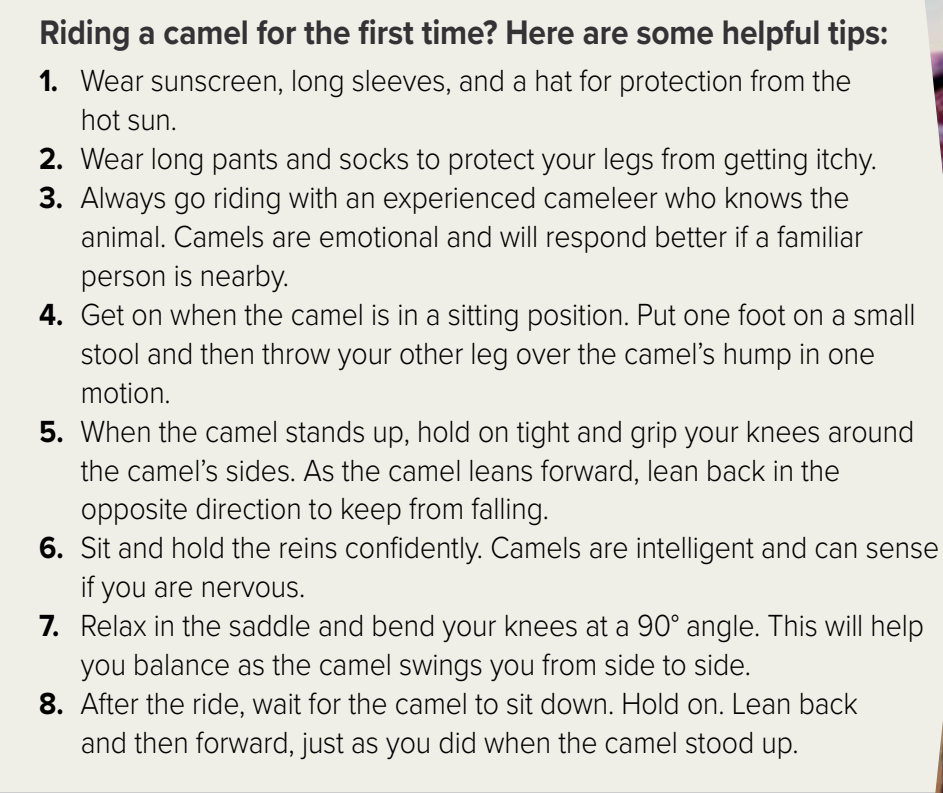 Riding a camel for the first time? Here are some helpful tips:
1. Wear sunscreen, long sleeves, and a hat for protection from the
hot sun.
2. Wear long pants and socks to protect your legs from getting itchy.
3. Always go riding with an experienced cameleer who knows the
animal. Camels are emotional and will respond better if a familiar
person is nearby.
4. Get on when the camel is in a sitting position. Put one foot on a small
stool and then throw your other leg over the camel's hump in one
motion.
5. When the camel stands up, hold on tight and grip your knees around
the camel's sides. As the camel leans forward, lean back in the
opposite direction to keep from falling.
6. Sit and hold the reins confidently. Camels are intelligent and can sense
if you are nervous.
7. Relax in the saddle and bend your knees at a 90° angle. This will help
you balance as the camel swings you from side to side.
8. After the ride, wait for the camel to sit down. Hold on. Lean back
and then forward, just as you did when the camel stood up.